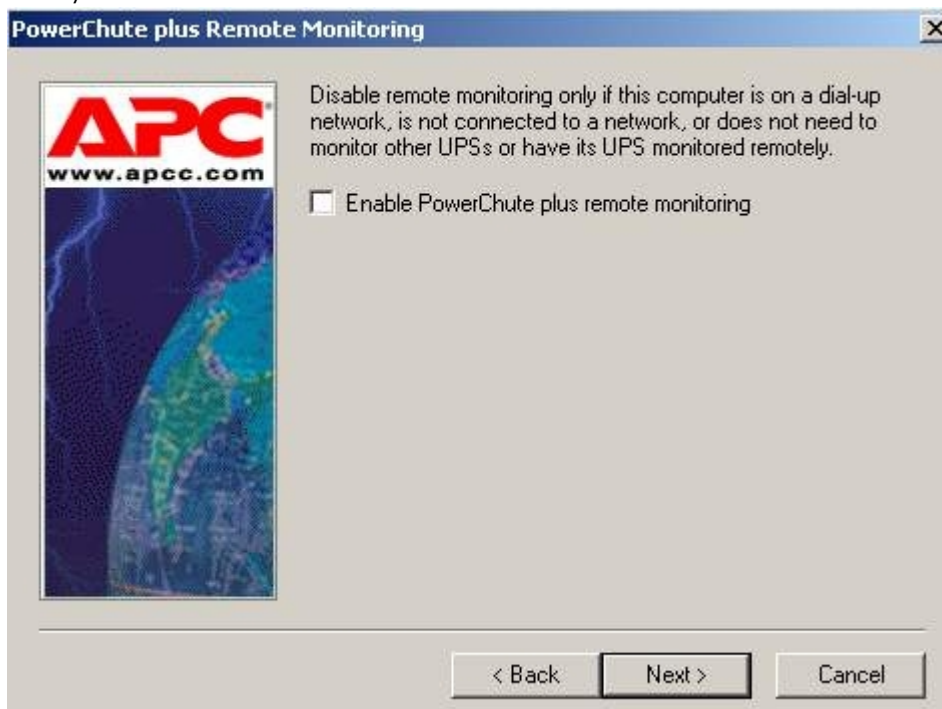 PowerChute plus Remote Monitoring
APC
www.apcc.com
Disable remote monitoring only if this computer is on a dial-up
network, is not connected to a network, or does not need to
monitor other UPSs or have its UPS monitored remotely.
Enable PowerChute plus remote monitoring
< Back
Next >
Cancel